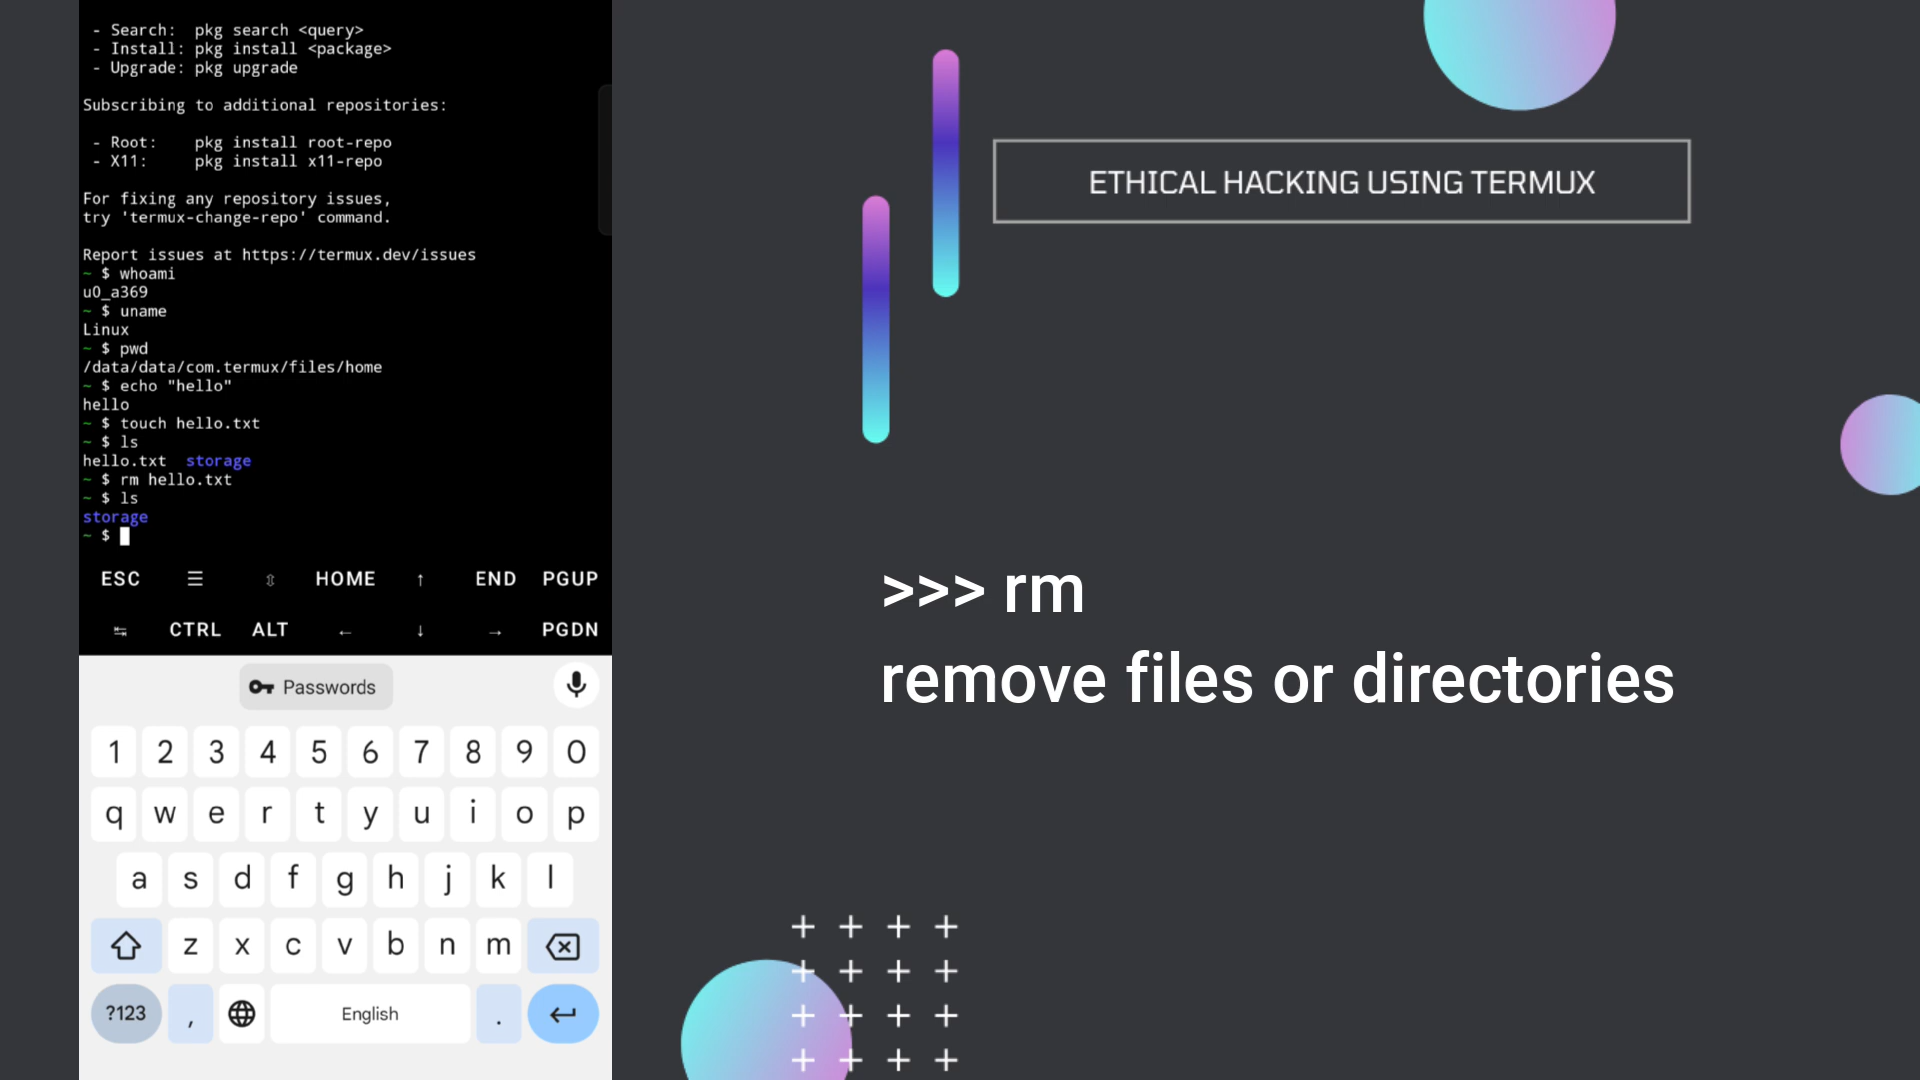 - Search:  pkg search <query>
- Install: pkg install <package>
- Upgrade: pkg upgrade
Subscribing to additional repositories:
- Root:    pkg install root-repo
- X11:     pkg install x11-repo
For fixing any repository issues,
try 'termux-change-repo' command.
Report issues at https://termux.dev/issues
~ $ whoami
u0_a369
~ $ uname
Linux
~ $ pwd
/data/data/com.termux/files/home
~ $ echo "hello"
hello
~ $ touch hello.txt
~ $ ls
hello.txt  storage
~ $ rm hello.txt
~ $ ls
storage
~ $
ESC ☰ ⇳ HOME ↑ END PGUP
↹ CTRL ALT ← ↓ → PGDN
Passwords
1 2 3 4 5 6 7 8 9 0
q w e r t y u i o p
a s d f g h j k l
z x c v b n m
?123 , English .
ETHICAL HACKING USING TERMUX
>>> rm
remove files or directories